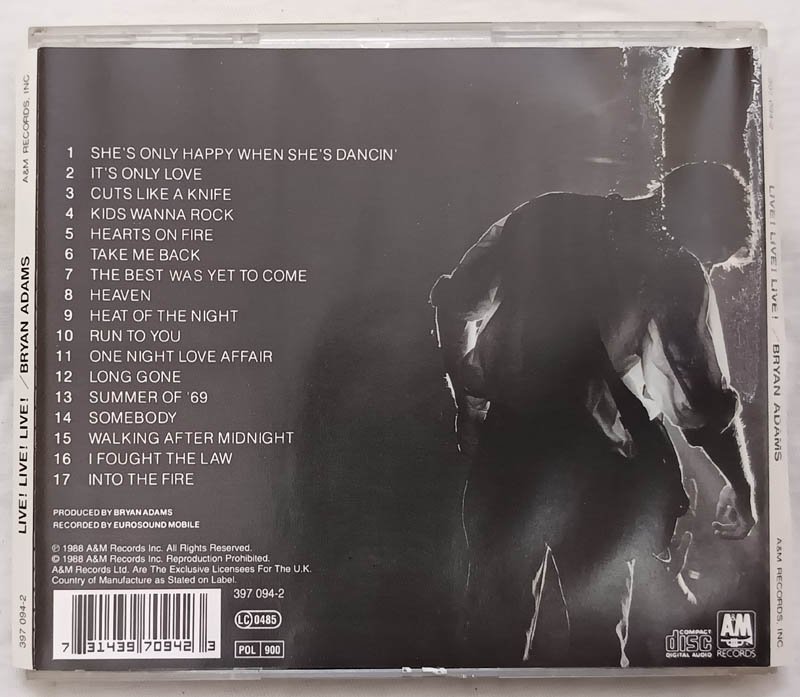 1 SHE'S ONLY HAPPY WHEN SHE'S DANCIN'
2 IT'S ONLY LOVE
3 CUTS LIKE A KNIFE
4 KIDS WANNA ROCK
5 HEARTS ON FIRE
6 TAKE ME BACK
7 THE BEST WAS YET TO COME
8 HEAVEN
9 HEAT OF THE NIGHT
10 RUN TO YOU
11 ONE NIGHT LOVE AFFAIR
12 LONG GONE
13 SUMMER OF '69
14 SOMEBODY
15 WALKING AFTER MIDNIGHT
16 I FOUGHT THE LAW
17 INTO THE FIRE
PRODUCED BY BRYAN ADAMS
RECORDED BY EUROSOUND MOBILE
℗ 1988 A&M Records Inc. All Rights Reserved.
© 1988 A&M Records Inc. Reproduction Prohibited.
A&M Records Ltd. Are The Exclusive Licensees For The U.K.
Country of Manufacture as Stated on Label.
397 094-2
LC 0485
POL 900
7 31439 70942 3
COMPACT
disc
DIGITAL AUDIO
A&M
RECORDS
397 094-2 LIVE! LIVE! LIVE! / BRYAN ADAMS A&M RECORDS, INC
397 094-2 LIVE! LIVE! LIVE! / BRYAN ADAMS A&M RECORDS, INC